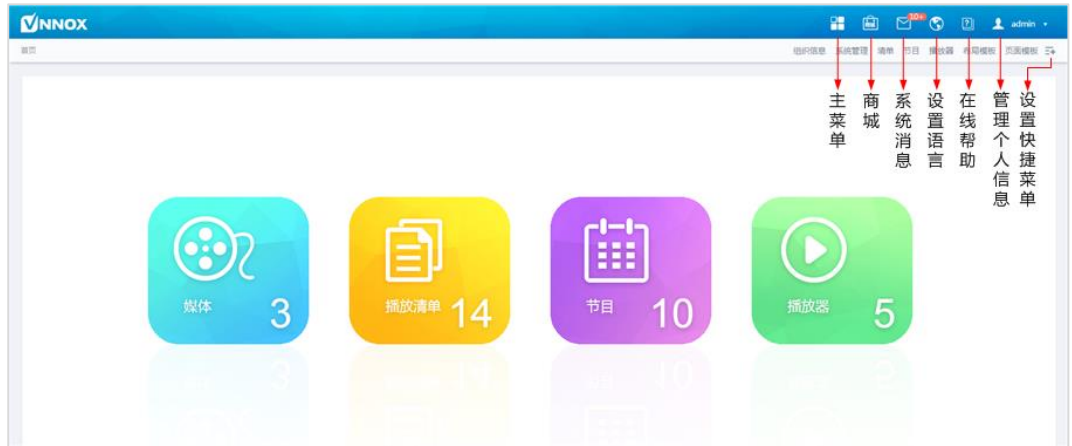 VNNOX
10+
admin
首页
组织信息 系统管理 清单 节目 播放器 布局模板 页面模板
主菜单
商城
系统消息
设置语言
在线帮助
管理个人信息
设置快捷菜单
媒体 3
播放清单 14
节目 10
播放器 5